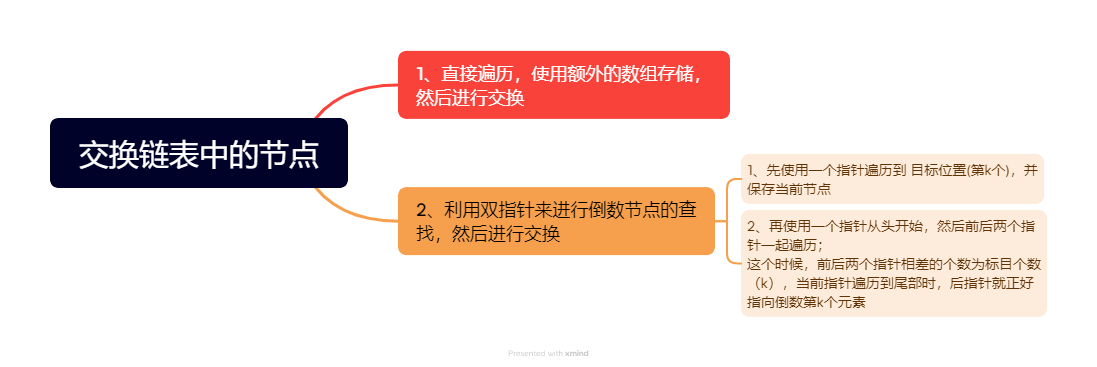 交换链表中的节点
1、直接遍历，使用额外的数组存储，
然后进行交换
2、利用双指针来进行倒数节点的查
找，然后进行交换
1、先使用一个指针遍历到 目标位置(第k个)，并
保存当前节点
2、再使用一个指针从头开始，然后前后两个指
针一起遍历；
这个时候，前后两个指针相差的个数为标目个数
（k），当前指针遍历到尾部时，后指针就正好
指向倒数第k个元素
Presented with xmind